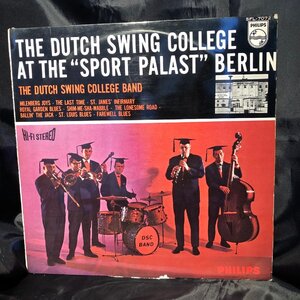 PHILIPS
THE DUTCH SWING COLLEGE
AT THE "SPORT PALAST" BERLIN
THE DUTCH SWING COLLEGE BAND
MILENBERG JOYS - THE LAST TIME - ST. JAMES' INFIRMARY
ROYAL GARDEN BLUES - SHIM-ME-SHA-WABBLE - THE LONESOME ROAD -
BALLIN' THE JACK - ST. LOUIS BLUES - FAREWELL BLUES
HI-FI STEREO
DSC
BAND
PHILIPS